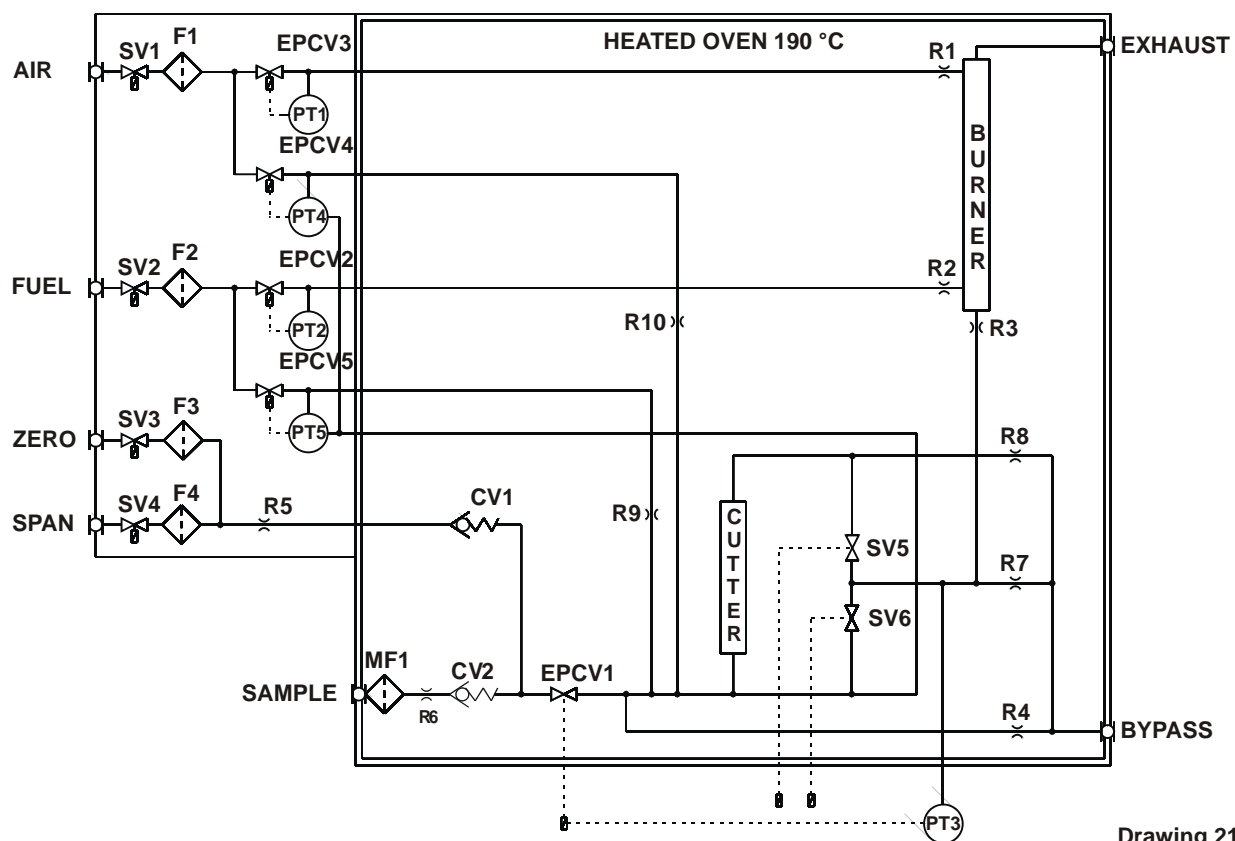 HEATED OVEN 190 °C
EXHAUST
AIR
SV1
F1
EPCV3
PT1
R1
BURNER
EPCV4
PT4
FUEL
SV2
F2
EPCV2
PT2
R2
R10
R3
EPCV5
PT5
ZERO
SV3
F3
SPAN
SV4
F4
R5
CV1
R9
CUTTER
R8
SV5
R7
SV6
SAMPLE
MF1
R6
CV2
EPCV1
R4
BYPASS
PT3
Drawing 21